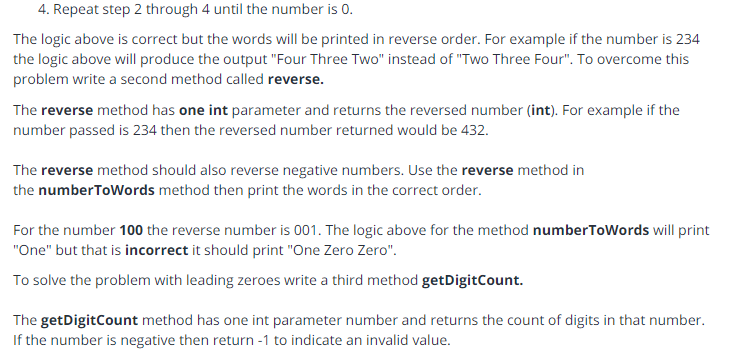 4. Repeat step 2 through 4 until the number is 0.
The logic above is correct but the words will be printed in reverse order. For example if the number is 234
the logic above will produce the output "Four Three Two" instead of "Two Three Four". To overcome this
problem write a second method called reverse.
The reverse method has one int parameter and returns the reversed number (int). For example if the
number passed is 234 then the reversed number returned would be 432.
The reverse method should also reverse negative numbers. Use the reverse method in
the numberToWords method then print the words in the correct order.
For the number 100 the reverse number is 001. The logic above for the method numberToWords will print
"One" but that is incorrect it should print "One Zero Zero".
To solve the problem with leading zeroes write a third method getDigitCount.
The getDigitCount method has one int parameter number and returns the count of digits in that number.
If the number is negative then return -1 to indicate an invalid value.